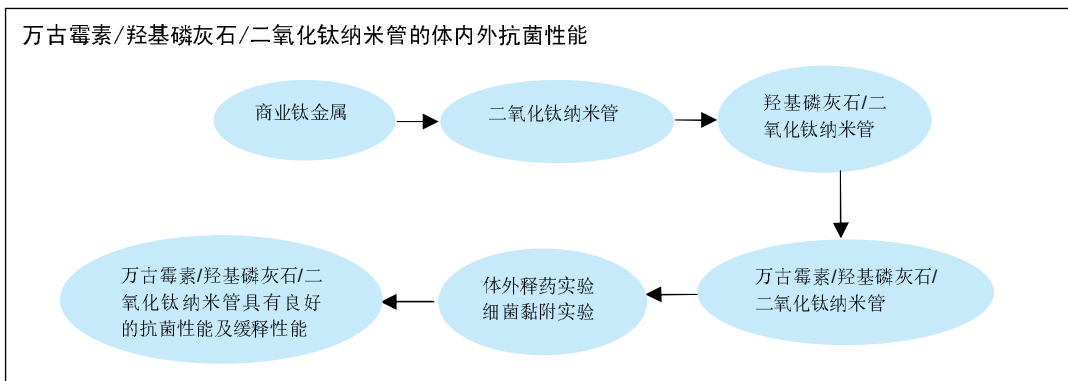 万古霉素/羟基磷灰石/二氧化钛纳米管的体内外抗菌性能
商业钛金属
二氧化钛纳米管
羟基磷灰石/二
氧化钛纳米管
万古霉素/羟基磷灰石/
二氧化钛纳米管
体外释药实验
细菌黏附实验
万古霉素/羟基磷灰石/二
氧化钛纳米管具有良好
的抗菌性能及缓释性能